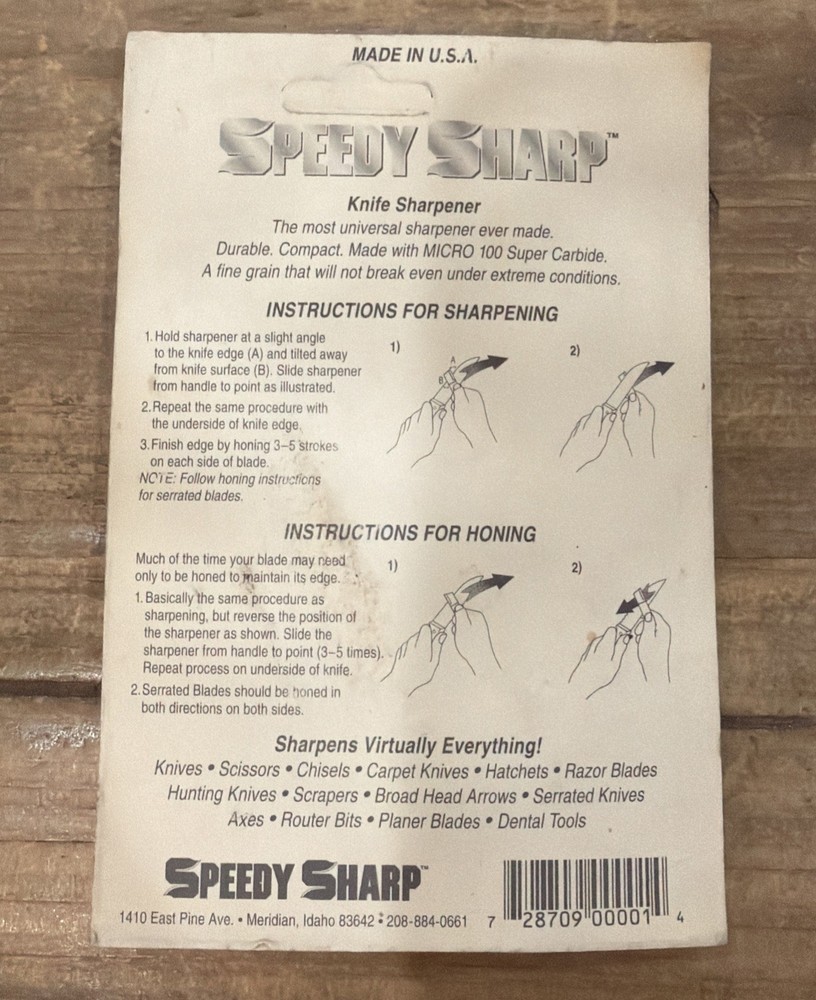 MADE IN U.S.A.
SPEEDY SHARP™
Knife Sharpener
The most universal sharpener ever made.
Durable. Compact. Made with MICRO 100 Super Carbide.
A fine grain that will not break even under extreme conditions.
INSTRUCTIONS FOR SHARPENING
1. Hold sharpener at a slight angle
to the knife edge (A) and tilted away
from knife surface (B). Slide sharpener
from handle to point as illustrated.
2. Repeat the same procedure with
the underside of knife edge.
3. Finish edge by honing 3–5 strokes
on each side of blade.
NOTE: Follow honing instructions
for serrated blades.
1)
A
B
2)
INSTRUCTIONS FOR HONING
Much of the time your blade may need
only to be honed to maintain its edge.
1. Basically the same procedure as
sharpening, but reverse the position of
the sharpener as shown. Slide the
sharpener from handle to point (3–5 times).
Repeat process on underside of knife.
2. Serrated Blades should be honed in
both directions on both sides.
1)
2)
Sharpens Virtually Everything!
Knives • Scissors • Chisels • Carpet Knives • Hatchets • Razor Blades
Hunting Knives • Scrapers • Broad Head Arrows • Serrated Knives
Axes • Router Bits • Planer Blades • Dental Tools
SPEEDY SHARP™
1410 East Pine Ave. • Meridian, Idaho 83642 • 208-884-0661
7 28709 00001 4